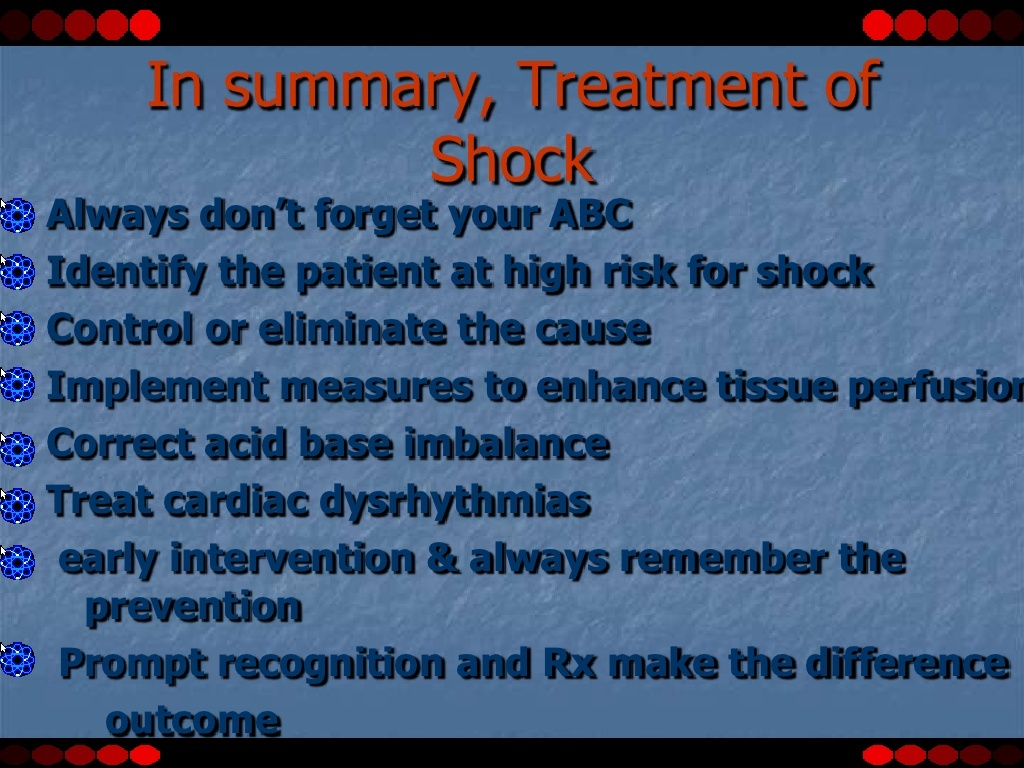 In summary, Treatment of
Shock
Always don’t forget your ABC
Identify the patient at high risk for shock
Control or eliminate the cause
Implement measures to enhance tissue perfusion
Correct acid base imbalance
Treat cardiac dysrhythmias
early intervention & always remember the
prevention
Prompt recognition and Rx make the difference
outcome